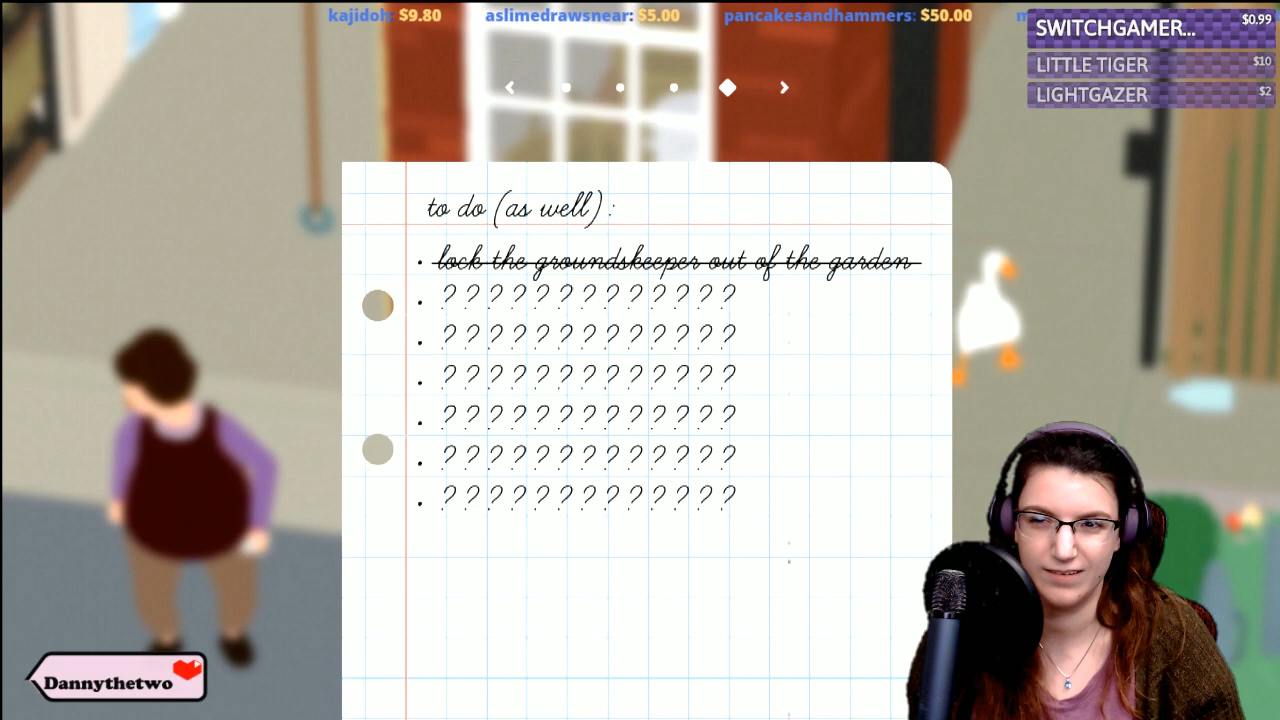 kajidoh: $9.80 aslimedrawsnear: $5.00 pancakesandhammers: $50.00
SWITCHGAMER... $0.99
LITTLE TIGER $10
LIGHTGAZER $2
to do (as well):
• lock the groundskeeper out of the garden
• ? ? ? ? ? ? ? ? ? ? ? ? ?
• ? ? ? ? ? ? ? ? ? ? ? ? ?
• ? ? ? ? ? ? ? ? ? ? ? ? ?
• ? ? ? ? ? ? ? ? ? ? ? ? ?
• ? ? ? ? ? ? ? ? ? ? ? ? ?
• ? ? ? ? ? ? ? ? ? ? ? ? ?
Dannythetwo